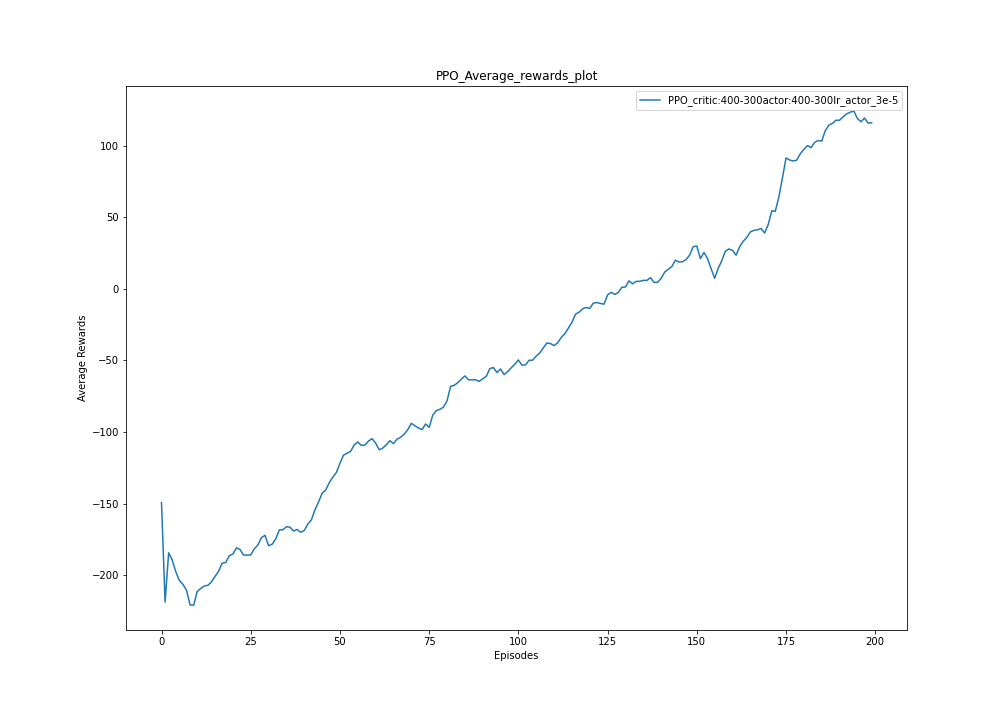 PPO_Average_rewards_plot
PPO_critic:400-300actor:400-300lr_actor_3e-5
100
50
0
−50
−100
−150
−200
Average Rewards
0 25 50 75 100 125 150 175 200
Episodes